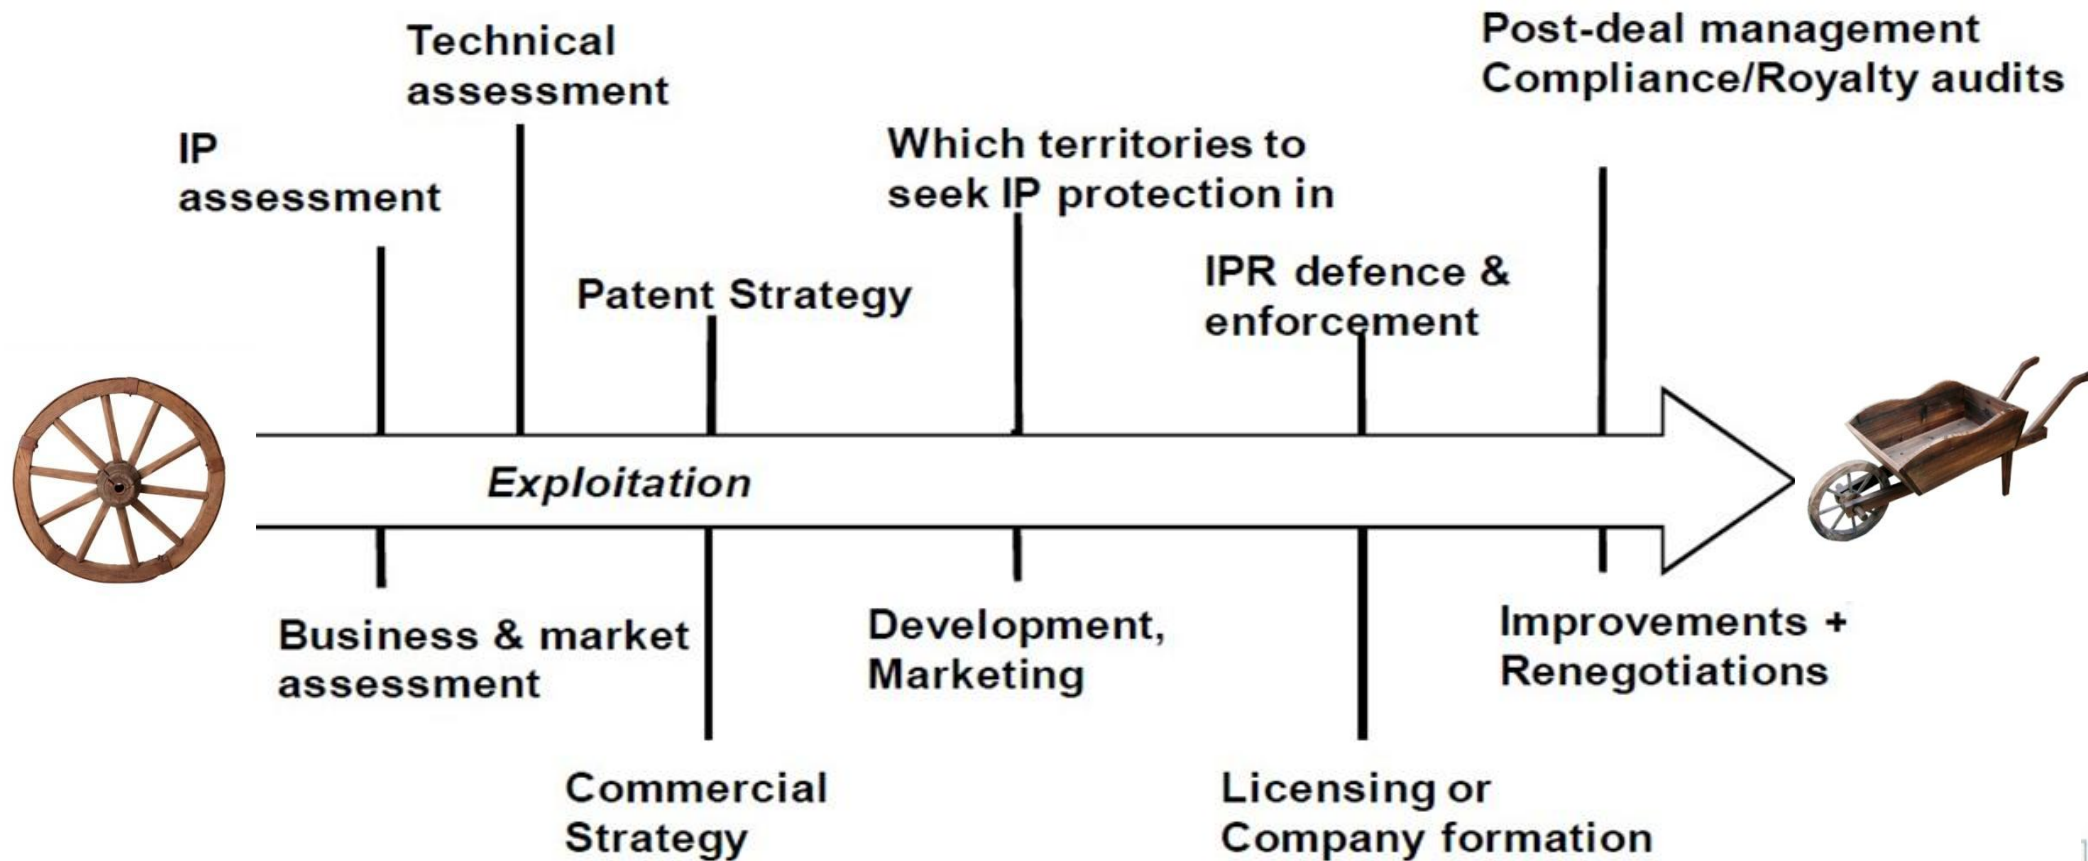 Technical
assessment
Post-deal management
Compliance/Royalty audits
IP
assessment
Which territories to
seek IP protection in
Patent Strategy
IPR defence &
enforcement
Exploitation
Business & market
assessment
Development,
Marketing
Improvements +
Renegotiations
Commercial
Strategy
Licensing or
Company formation